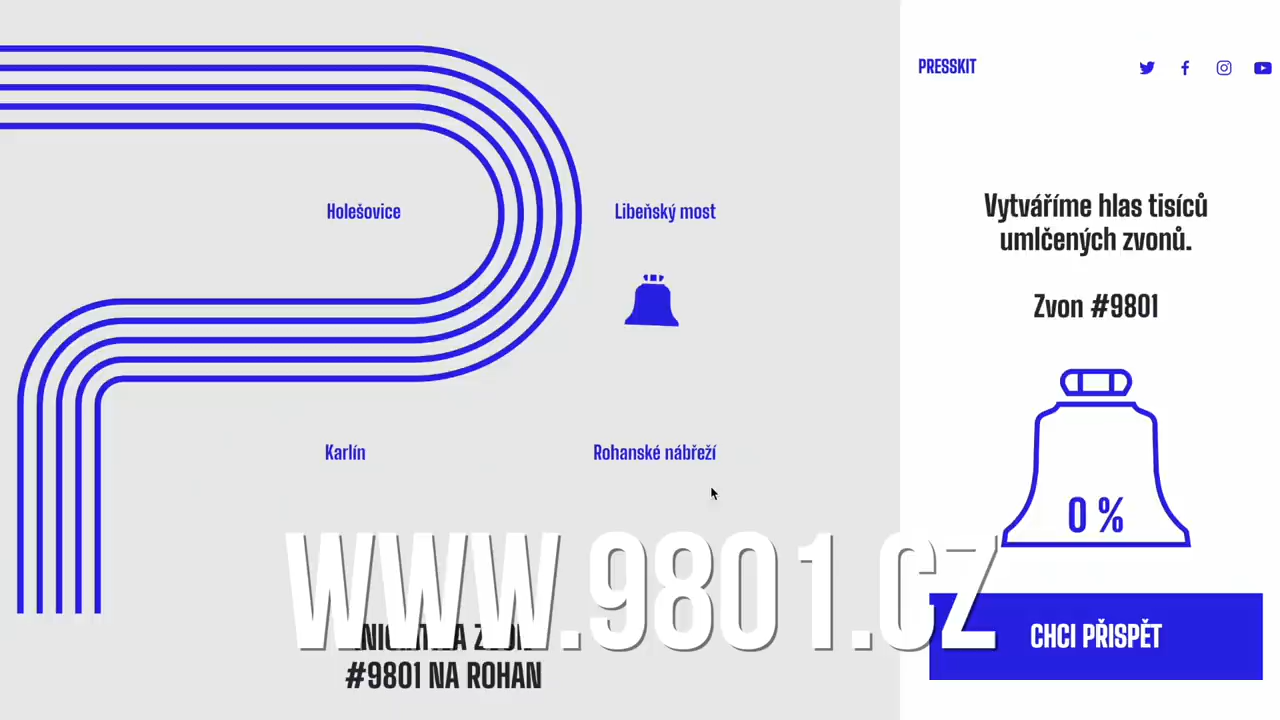 PRESSKIT
Holešovice
Libeňský most
Vytváříme hlas tisíců
umlčených zvonů.
Zvon #9801
Karlín
Rohanské nábřeží
0 %
WWW.9801.CZ
CHCI PŘISPĚT
#9801 NA ROHAN